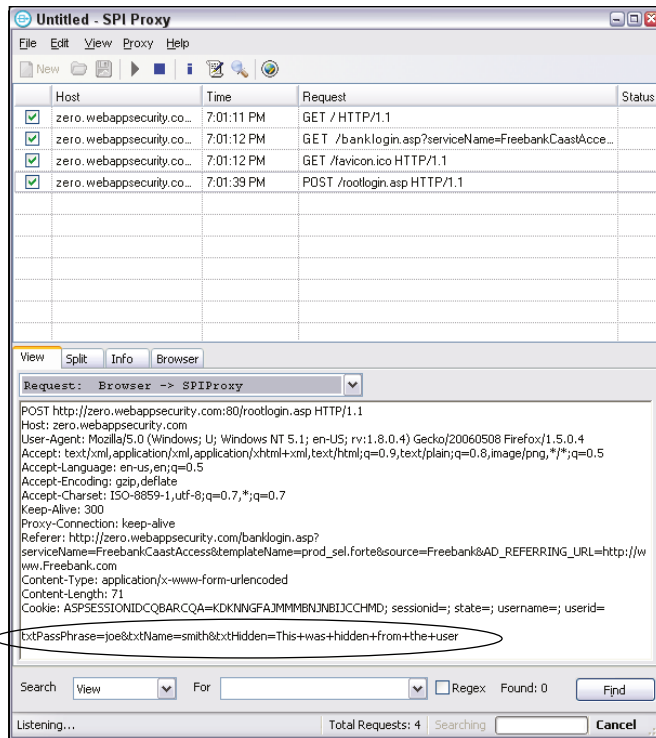 Untitled - SPI Proxy
File Edit View Proxy Help
New
Host Time Request Status
zero.webappsecurity.co... 7:01:11 PM GET / HTTP/1.1
zero.webappsecurity.co... 7:01:12 PM GET /banklogin.asp?serviceName=FreebankCaastAcce...
zero.webappsecurity.co... 7:01:12 PM GET /favicon.ico HTTP/1.1
zero.webappsecurity.co... 7:01:39 PM POST /rootlogin.asp HTTP/1.1
View Split Info Browser
Request: Browser -> SPIProxy
POST http://zero.webappsecurity.com:80/rootlogin.asp HTTP/1.1
Host: zero.webappsecurity.com
User-Agent: Mozilla/5.0 (Windows; U; Windows NT 5.1; en-US; rv:1.8.0.4) Gecko/20060508 Firefox/1.5.0.4
Accept: text/xml,application/xml,application/xhtml+xml,text/html;q=0.9,text/plain;q=0.8,image/png,*/*;q=0.5
Accept-Language: en-us,en;q=0.5
Accept-Encoding: gzip,deflate
Accept-Charset: ISO-8859-1,utf-8;q=0.7,*;q=0.7
Keep-Alive: 300
Proxy-Connection: keep-alive
Referer: http://zero.webappsecurity.com/banklogin.asp?
serviceName=FreebankCaastAccess&templateName=prod_sel.forte&source=Freebank&AD_REFERRING_URL=http://w
ww.Freebank.com
Content-Type: application/x-www-form-urlencoded
Content-Length: 71
Cookie: ASPSESSIONIDCQBARCQA=KDKNNGFAJMMMBNJNBIJCCHMD; sessionid=; state=; username=; userid=
txtPassPhrase=joe&txtName=smith&txtHidden=This+was+hidden+from+the+user
Search View For Regex Found: 0 Find
Listening... Total Requests: 4 Searching Cancel